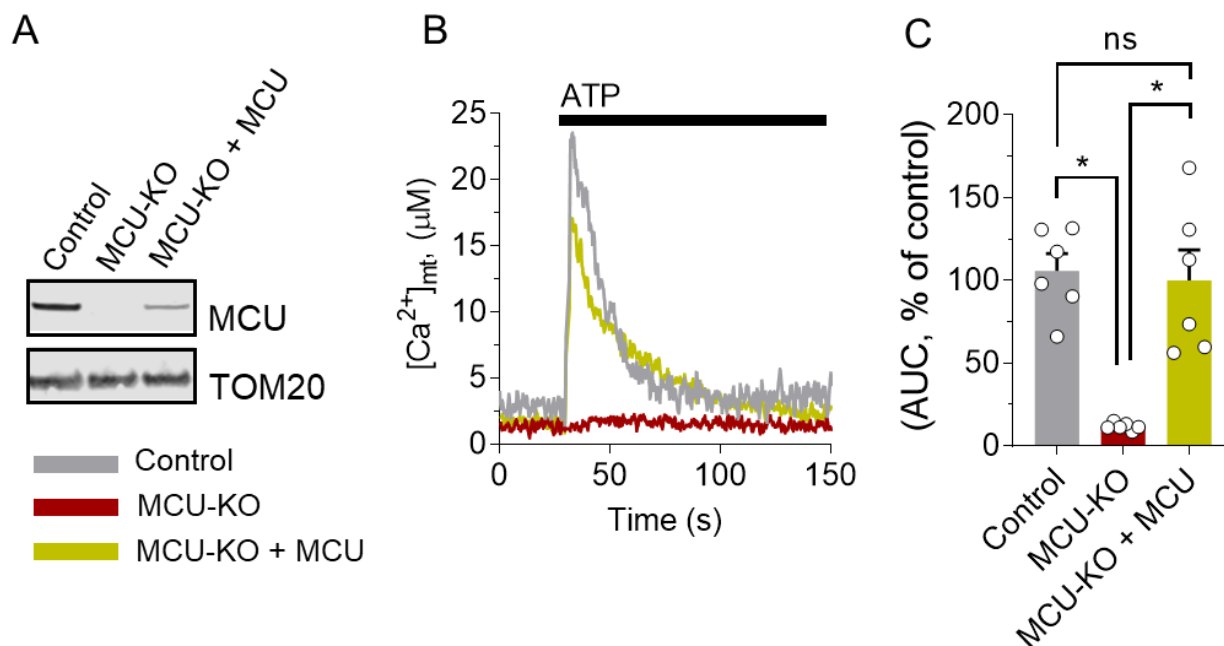 A
Control
MCU-KO
MCU-KO + MCU
MCU
TOM20
Control
MCU-KO
MCU-KO + MCU
B
ATP
25
20
15
10
5
0
[Ca²⁺]mt, (μM)
0 50 100 150
Time (s)
C
ns
*
*
200
150
100
50
0
(AUC, % of control)
Control
MCU-KO
MCU-KO + MCU